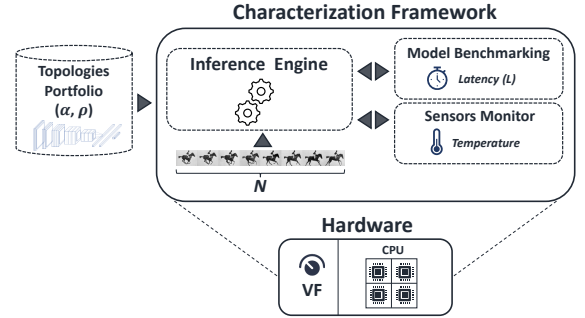 Characterization Framework
Topologies
Portfolio
(α, ρ)
Inference Engine
Model Benchmarking
Latency (L)
Sensors Monitor
Temperature
N
Hardware
VF
CPU